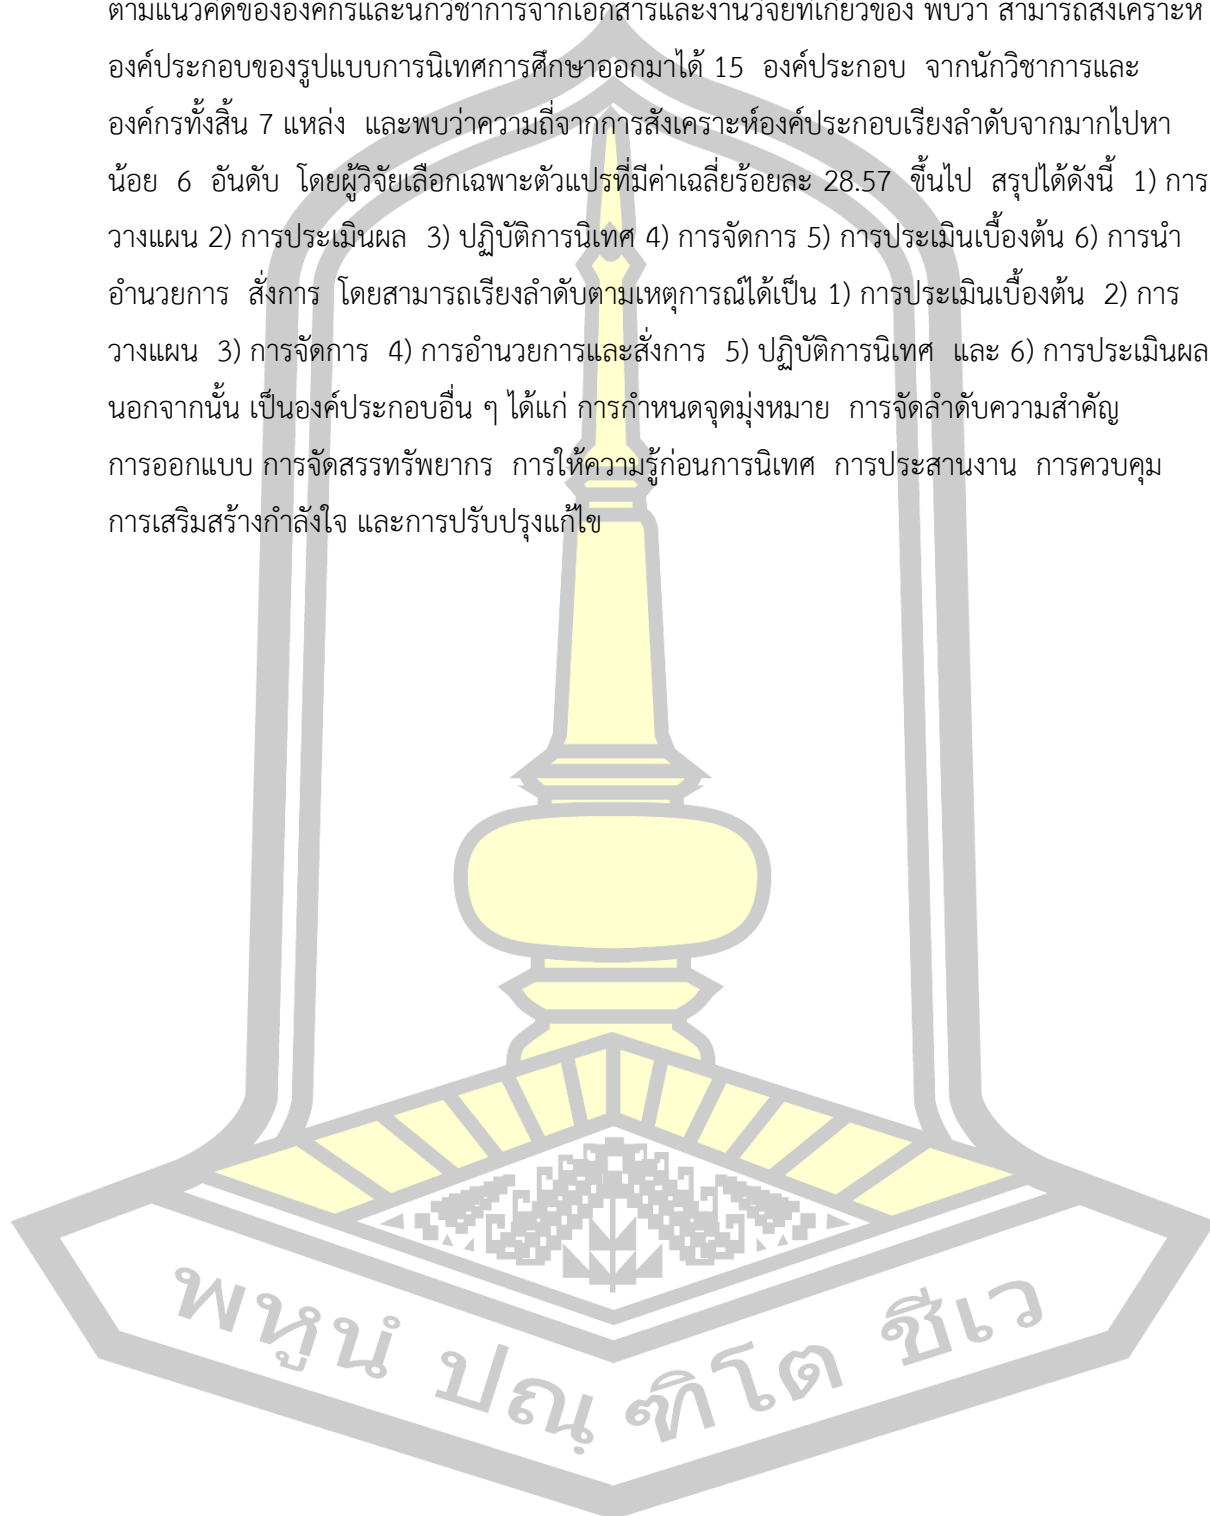 ตามแนวคิดขององค์กรและนักวิชาการจากเอกสารและงานวิจัยที่เกี่ยวข้อง พบว่า สามารถสังเคราะห์
องค์ประกอบของรูปแบบการนิเทศการศึกษาออกมาได้ 15 องค์ประกอบ จากนักวิชาการและ
องค์กรทั้งสิ้น 7 แหล่ง และพบว่าความถี่จากการสังเคราะห์องค์ประกอบเรียงลำดับจากมากไปหา
น้อย 6 อันดับ โดยผู้วิจัยเลือกเฉพาะตัวแปรที่มีค่าเฉลี่ยร้อยละ 28.57 ขึ้นไป สรุปได้ดังนี้ 1) การ
วางแผน 2) การประเมินผล 3) ปฏิบัติการนิเทศ 4) การจัดการ 5) การประเมินเบื้องต้น 6) การนำ
อำนวยการ สั่งการ โดยสามารถเรียงลำดับตามเหตุการณ์ได้เป็น 1) การประเมินเบื้องต้น 2) การ
วางแผน 3) การจัดการ 4) การอำนวยการและสั่งการ 5) ปฏิบัติการนิเทศ และ 6) การประเมินผล
นอกจากนั้น เป็นองค์ประกอบอื่น ๆ ได้แก่ การกำหนดจุดมุ่งหมาย การจัดลำดับความสำคัญ
การออกแบบ การจัดสรรทรัพยากร การให้ความรู้ก่อนการนิเทศ การประสานงาน การควบคุม
การเสริมสร้างกำลังใจ และการปรับปรุงแก้ไข
พหูนํ ปณฺฑิโต ชีเว